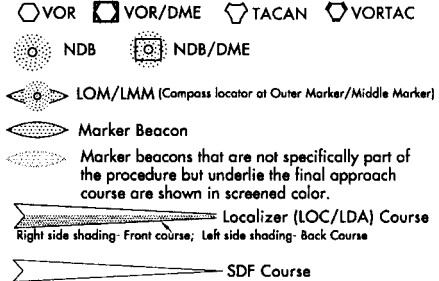 VOR VOR/DME TACAN VORTAC
NDB NDB/DME
LOM/LMM (Compass locator at Outer Marker/Middle Marker)
Marker Beacon
Marker beacons that are not specifically part of
the procedure but underlie the final approach
course are shown in screened color.
Localizer (LOC/LDA) Course
Right side shading- Front course; Left side shading- Back Course
SDF Course